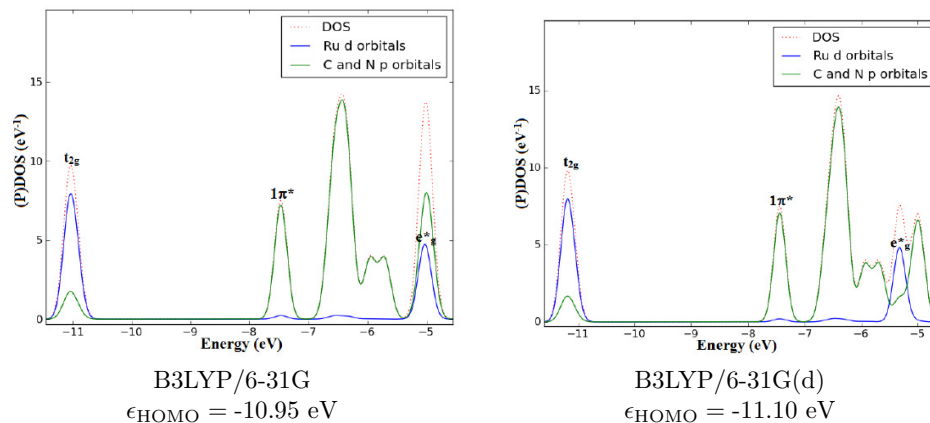 DOS
Ru d orbitals
C and N p orbitals
(P)DOS (eV⁻¹)
15
10
5
0
t₂g
1π*
e*g
−11 −10 −9 −8 −7 −6 −5
Energy (eV)
B3LYP/6-31G
ϵHOMO = -10.95 eV
DOS
Ru d orbitals
C and N p orbitals
(P)DOS (eV⁻¹)
15
10
5
0
t₂g
1π*
e*g
−11 −10 −9 −8 −7 −6 −5
Energy (eV)
B3LYP/6-31G(d)
ϵHOMO = -11.10 eV